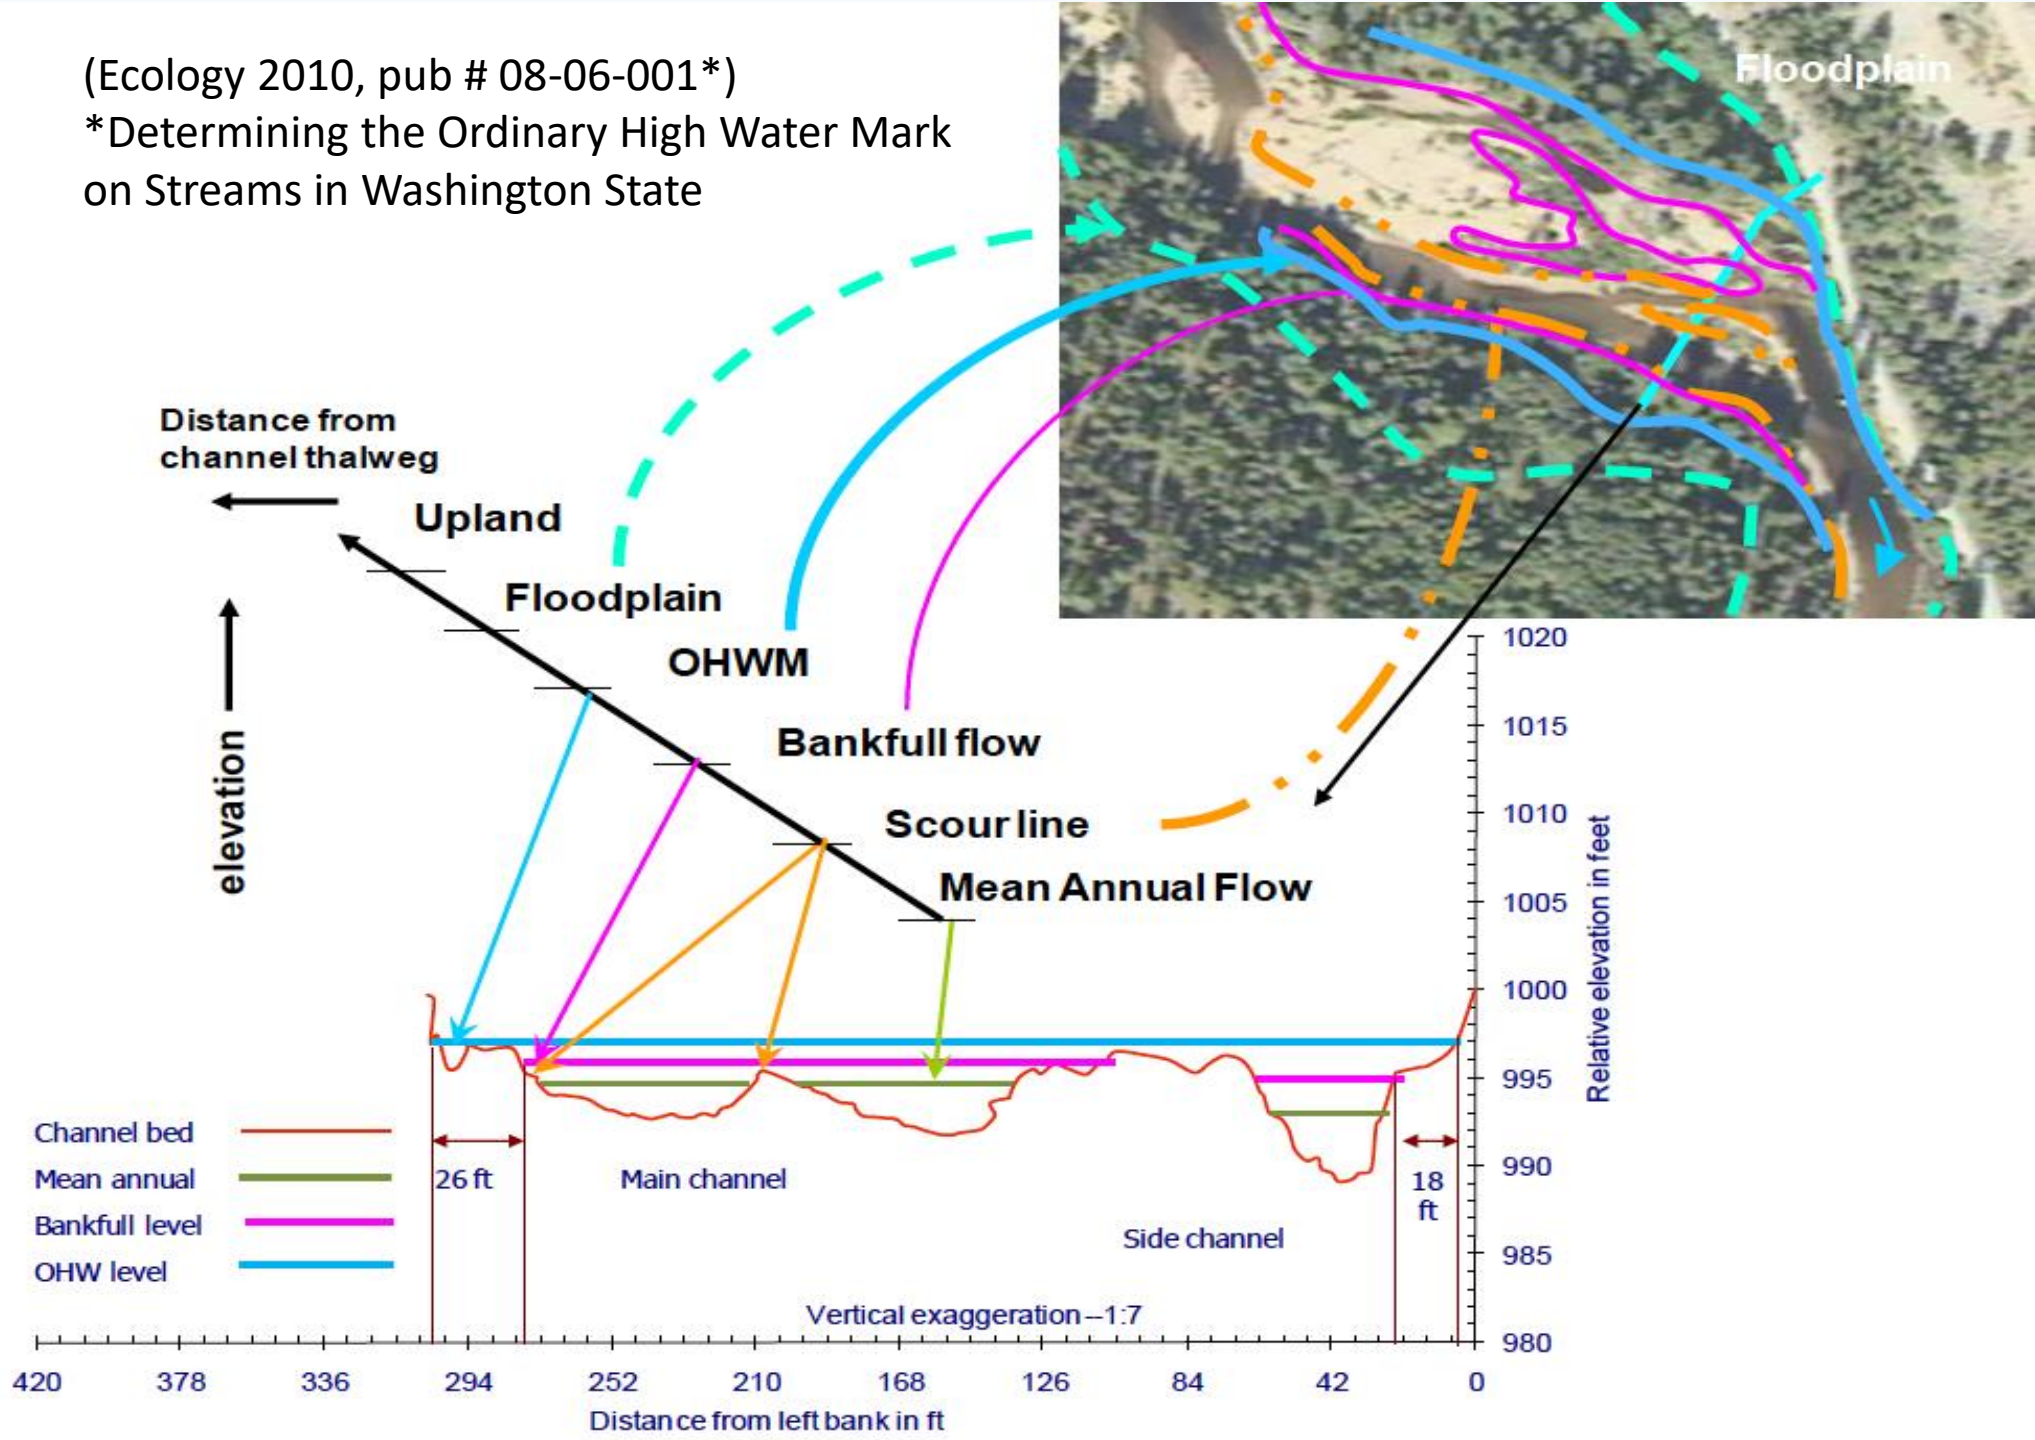 (Ecology 2010, pub # 08-06-001*)
*Determining the Ordinary High Water Mark
on Streams in Washington State
Floodplain
Distance from
channel thalweg
Upland
Floodplain
OHWM
Bankfull flow
Scour line
Mean Annual Flow
elevation
1020
1015
1010
1005
1000
995
990
985
980
Relative elevation in feet
Channel bed
Mean annual
Bankfull level
OHW level
26 ft
Main channel
Side channel
18
ft
Vertical exaggeration --1:7
420 378 336 294 252 210 168 126 84 42 0
Distance from left bank in ft